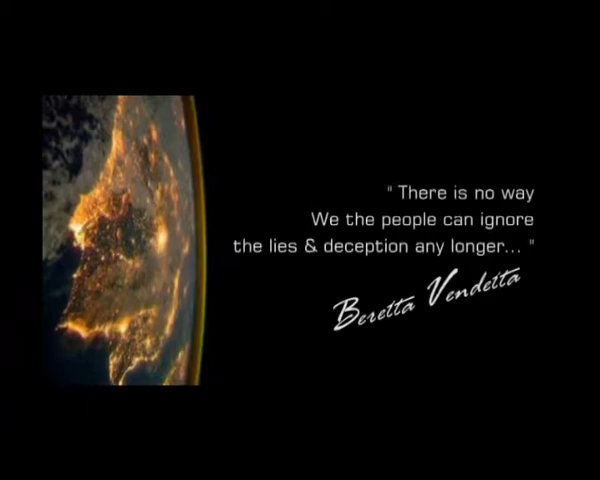 " There is no way
We the people can ignore
the lies & deception any longer... "
Beretta Vendetta